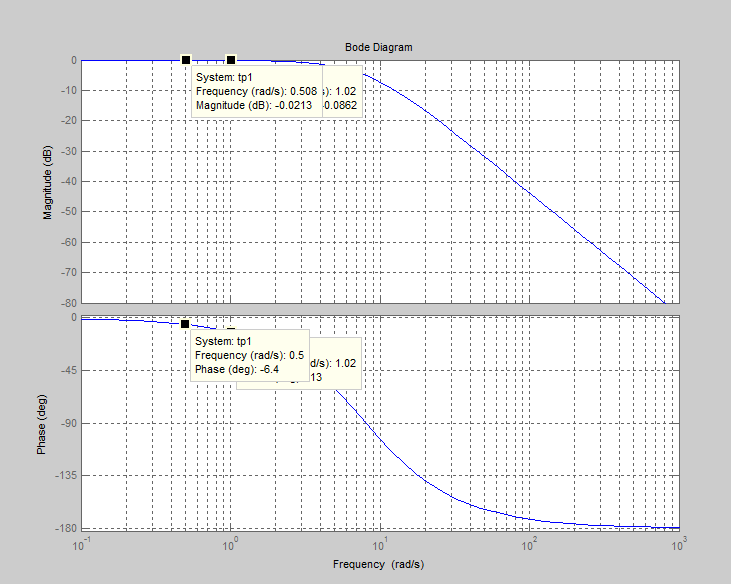 Bode Diagram
Magnitude (dB)
0
-10
-20
-30
-40
-50
-60
-70
-80
System: tp1
Frequency (rad/s): 0.508
Magnitude (dB): -0.0213
): 1.02
0.0862
Phase (deg)
0
-45
-90
-135
-180
System: tp1
Frequency (rad/s): 0.5
Phase (deg): -6.4
d/s): 1.02
13
10^-1
10^0
10^1
10^2
10^3
Frequency (rad/s)